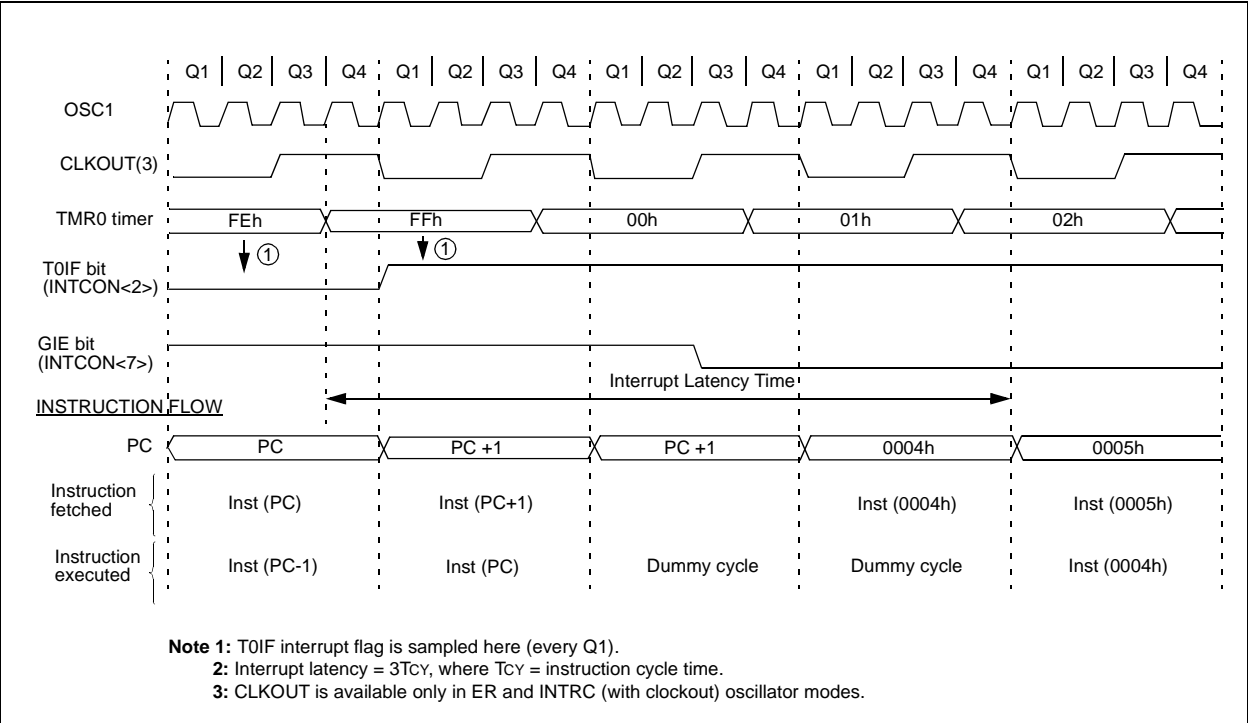 Q1 Q2 Q3 Q4 Q1 Q2 Q3 Q4 Q1 Q2 Q3 Q4 Q1 Q2 Q3 Q4 Q1 Q2 Q3 Q4
OSC1
CLKOUT(3)
TMR0 timer FEh FFh 00h 01h 02h
1 1
T0IF bit
(INTCON<2>)
GIE bit
(INTCON<7>)
Interrupt Latency Time
INSTRUCTION FLOW
PC PC PC +1 PC +1 0004h 0005h
Instruction
fetched
Inst (PC) Inst (PC+1) Inst (0004h) Inst (0005h)
Instruction
executed
Inst (PC-1) Inst (PC) Dummy cycle Dummy cycle Inst (0004h)
Note 1: T0IF interrupt flag is sampled here (every Q1).
2: Interrupt latency = 3TCY, where TCY = instruction cycle time.
3: CLKOUT is available only in ER and INTRC (with clockout) oscillator modes.